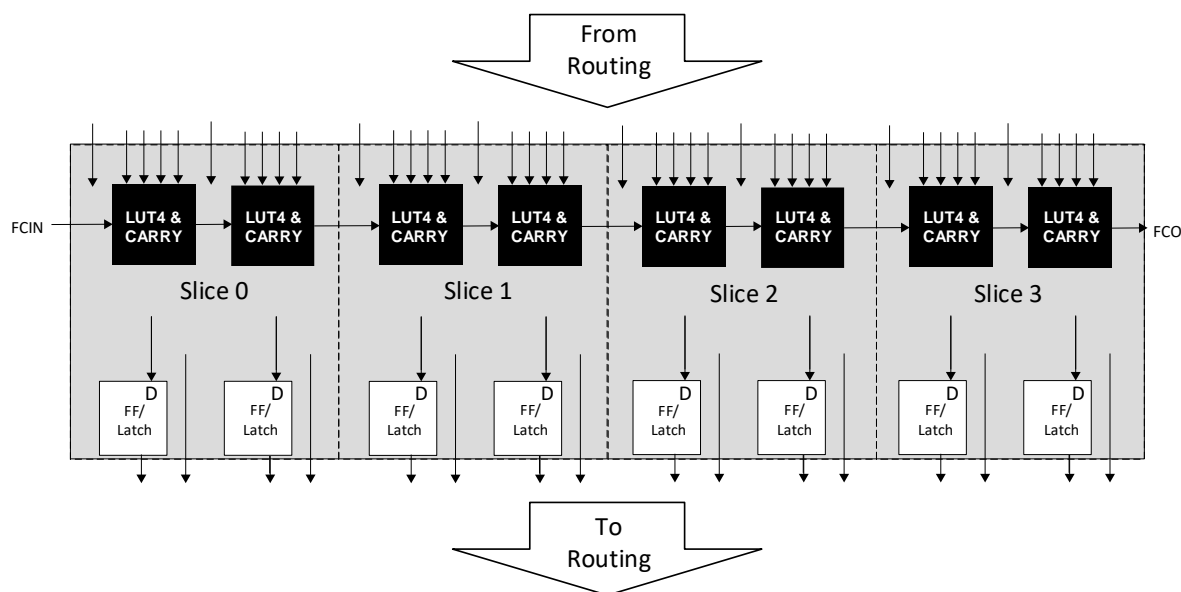 From
Routing
FCIN
LUT4 &
CARRY
LUT4 &
CARRY
LUT4 &
CARRY
LUT4 &
CARRY
LUT4 &
CARRY
LUT4 &
CARRY
LUT4 &
CARRY
LUT4 &
CARRY
FCO
Slice 0
Slice 1
Slice 2
Slice 3
D
FF/
Latch
D
FF/
Latch
D
FF/
Latch
D
FF/
Latch
D
FF/
Latch
D
FF/
Latch
D
FF/
Latch
D
FF/
Latch
To
Routing